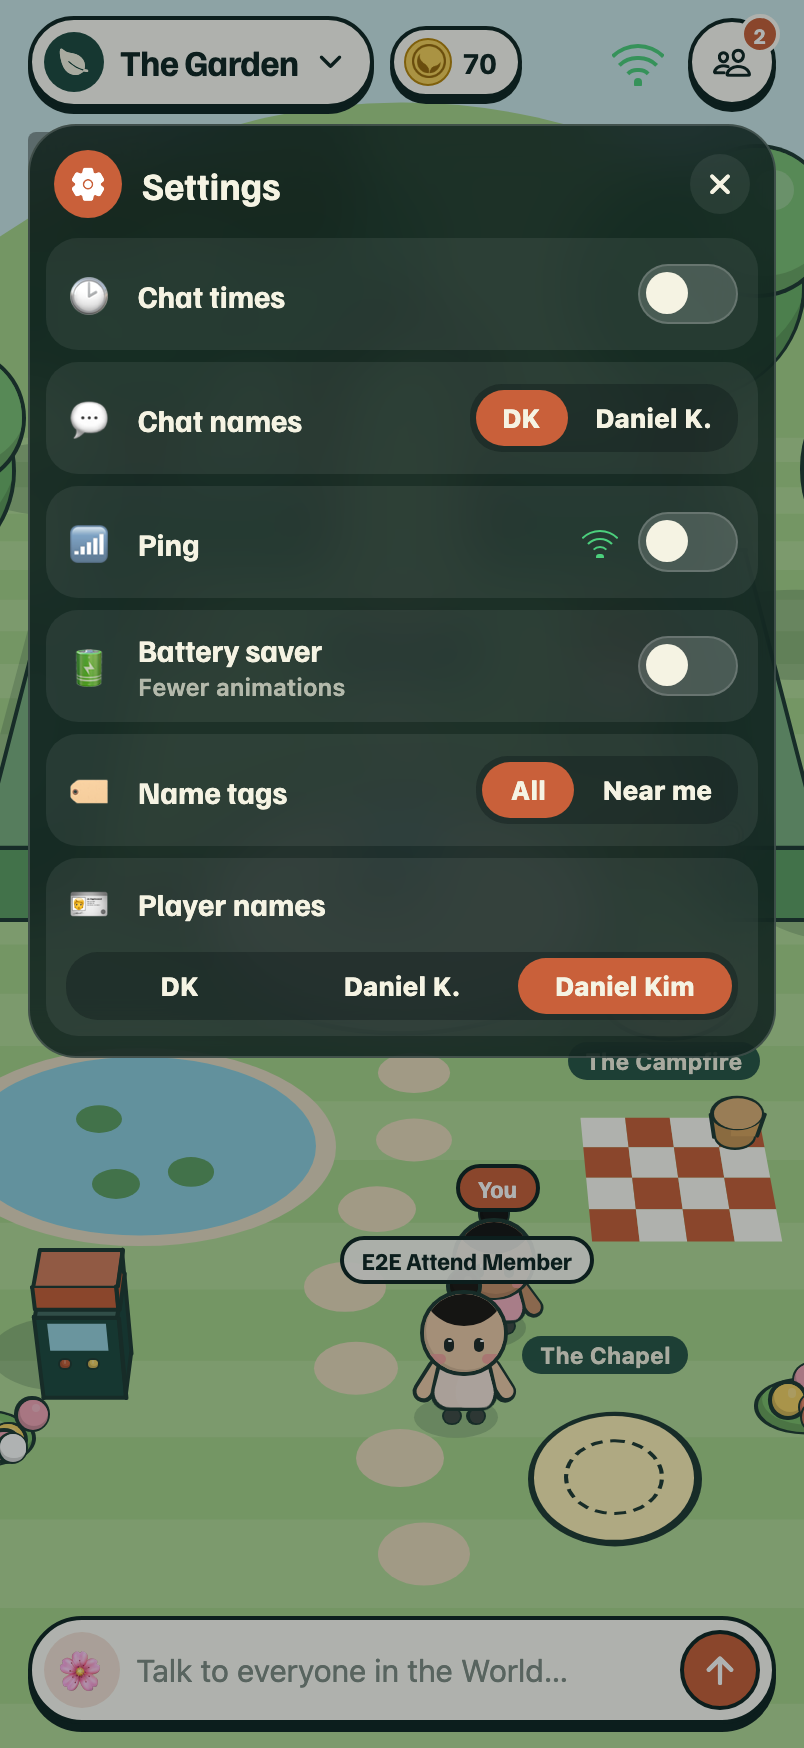 The Garden
70
2
Settings
Chat times
Chat names
DK
Daniel K.
Ping
Battery saver
Fewer animations
Name tags
All
Near me
Player names
DK
Daniel K.
Daniel Kim
The Campfire
You
E2E Attend Member
The Chapel
Talk to everyone in the World...